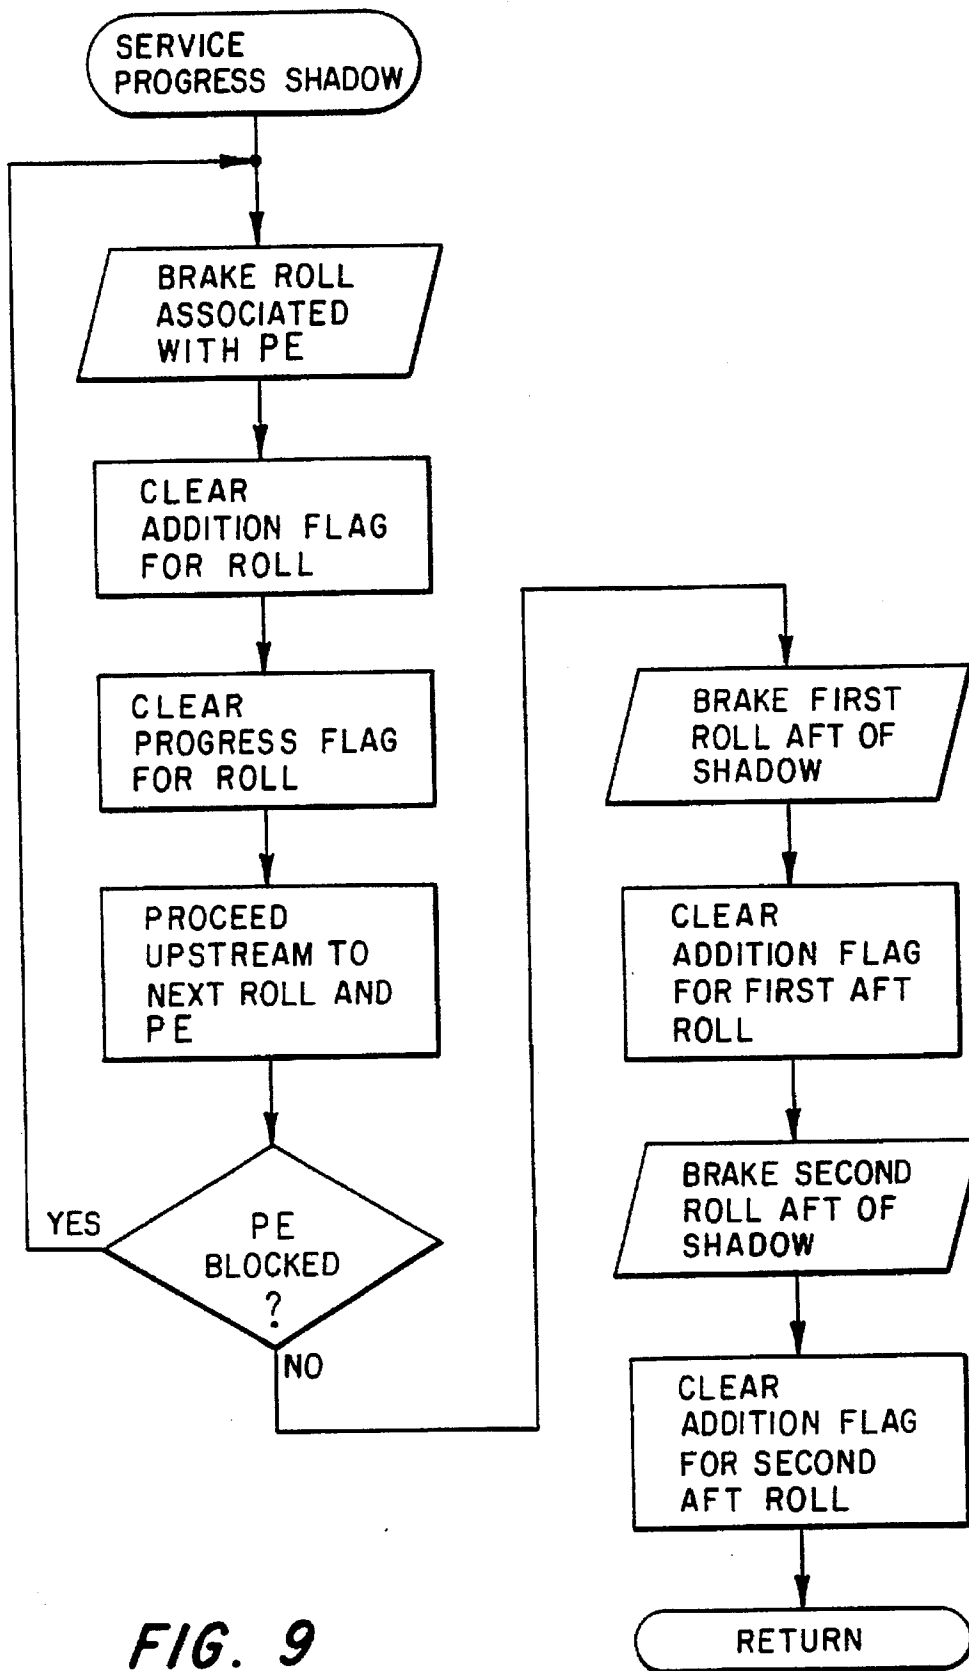 SERVICE
PROGRESS SHADOW
BRAKE ROLL
ASSOCIATED
WITH PE
CLEAR
ADDITION FLAG
FOR ROLL
CLEAR
PROGRESS FLAG
FOR ROLL
PROCEED
UPSTREAM TO
NEXT ROLL AND
PE
YES
PE
BLOCKED
?
NO
BRAKE FIRST
ROLL AFT OF
SHADOW
CLEAR
ADDITION FLAG
FOR FIRST AFT
ROLL
BRAKE SECOND
ROLL AFT OF
SHADOW
CLEAR
ADDITION FLAG
FOR SECOND
AFT ROLL
RETURN
FIG. 9